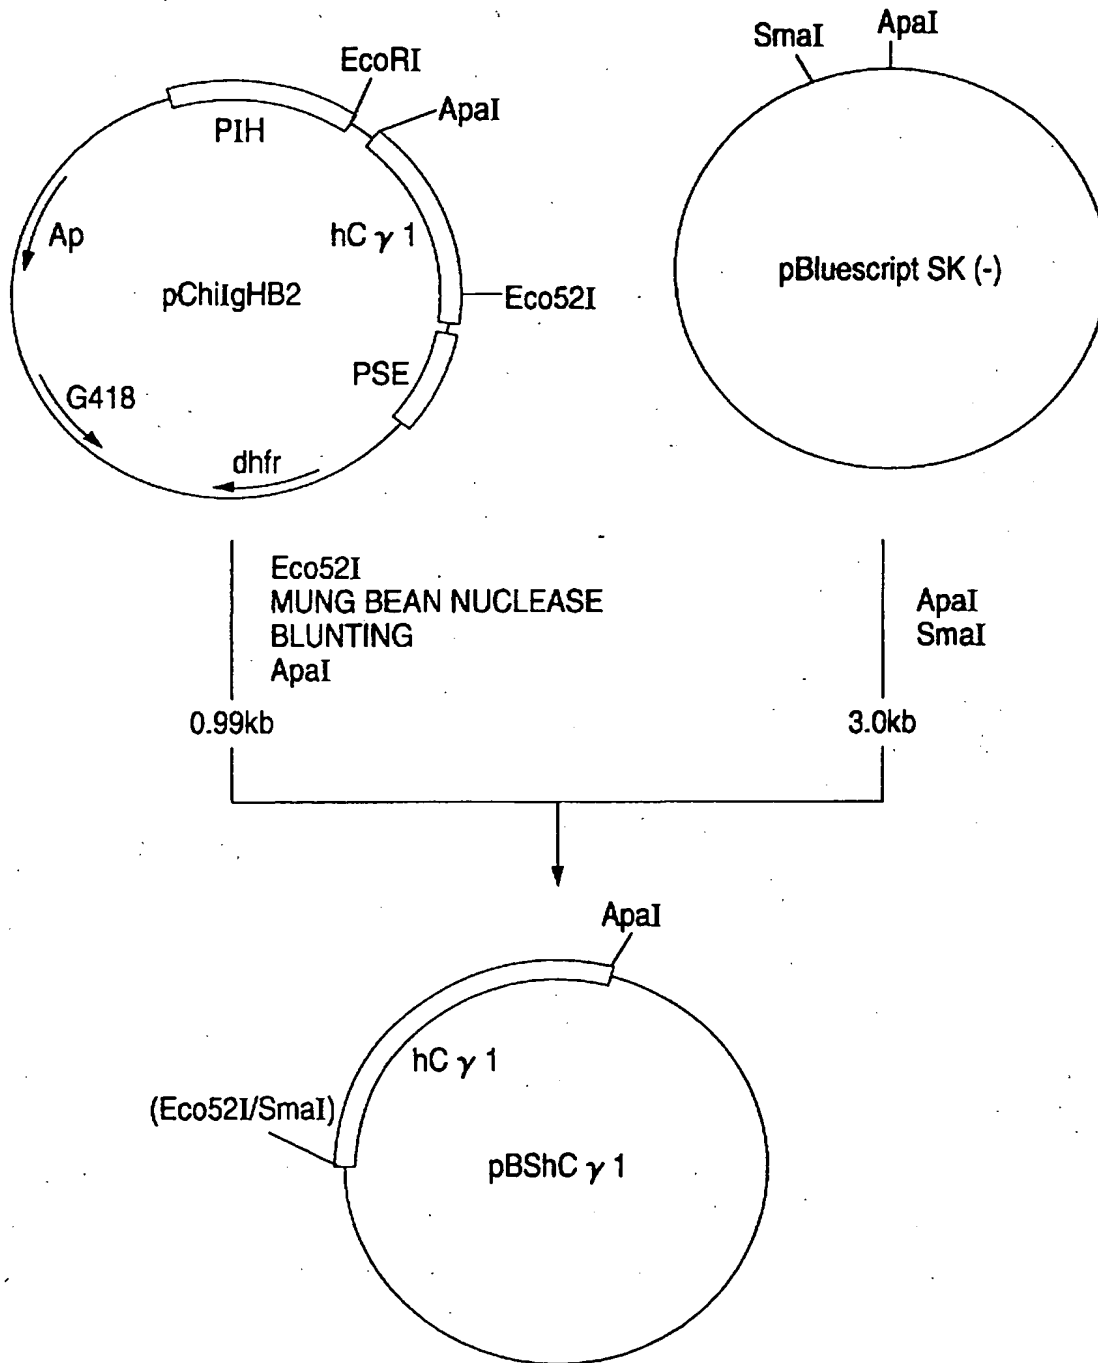 EcoRI
ApaI
PIH
Ap
hC γ 1
pChiIgHB2
Eco52I
PSE
G418
dhfr
SmaI
ApaI
pBluescript SK (-)
Eco52I
MUNG BEAN NUCLEASE
BLUNTING
ApaI
0.99kb
ApaI
SmaI
3.0kb
ApaI
hC γ 1
(Eco52I/SmaI)
pBShC γ 1